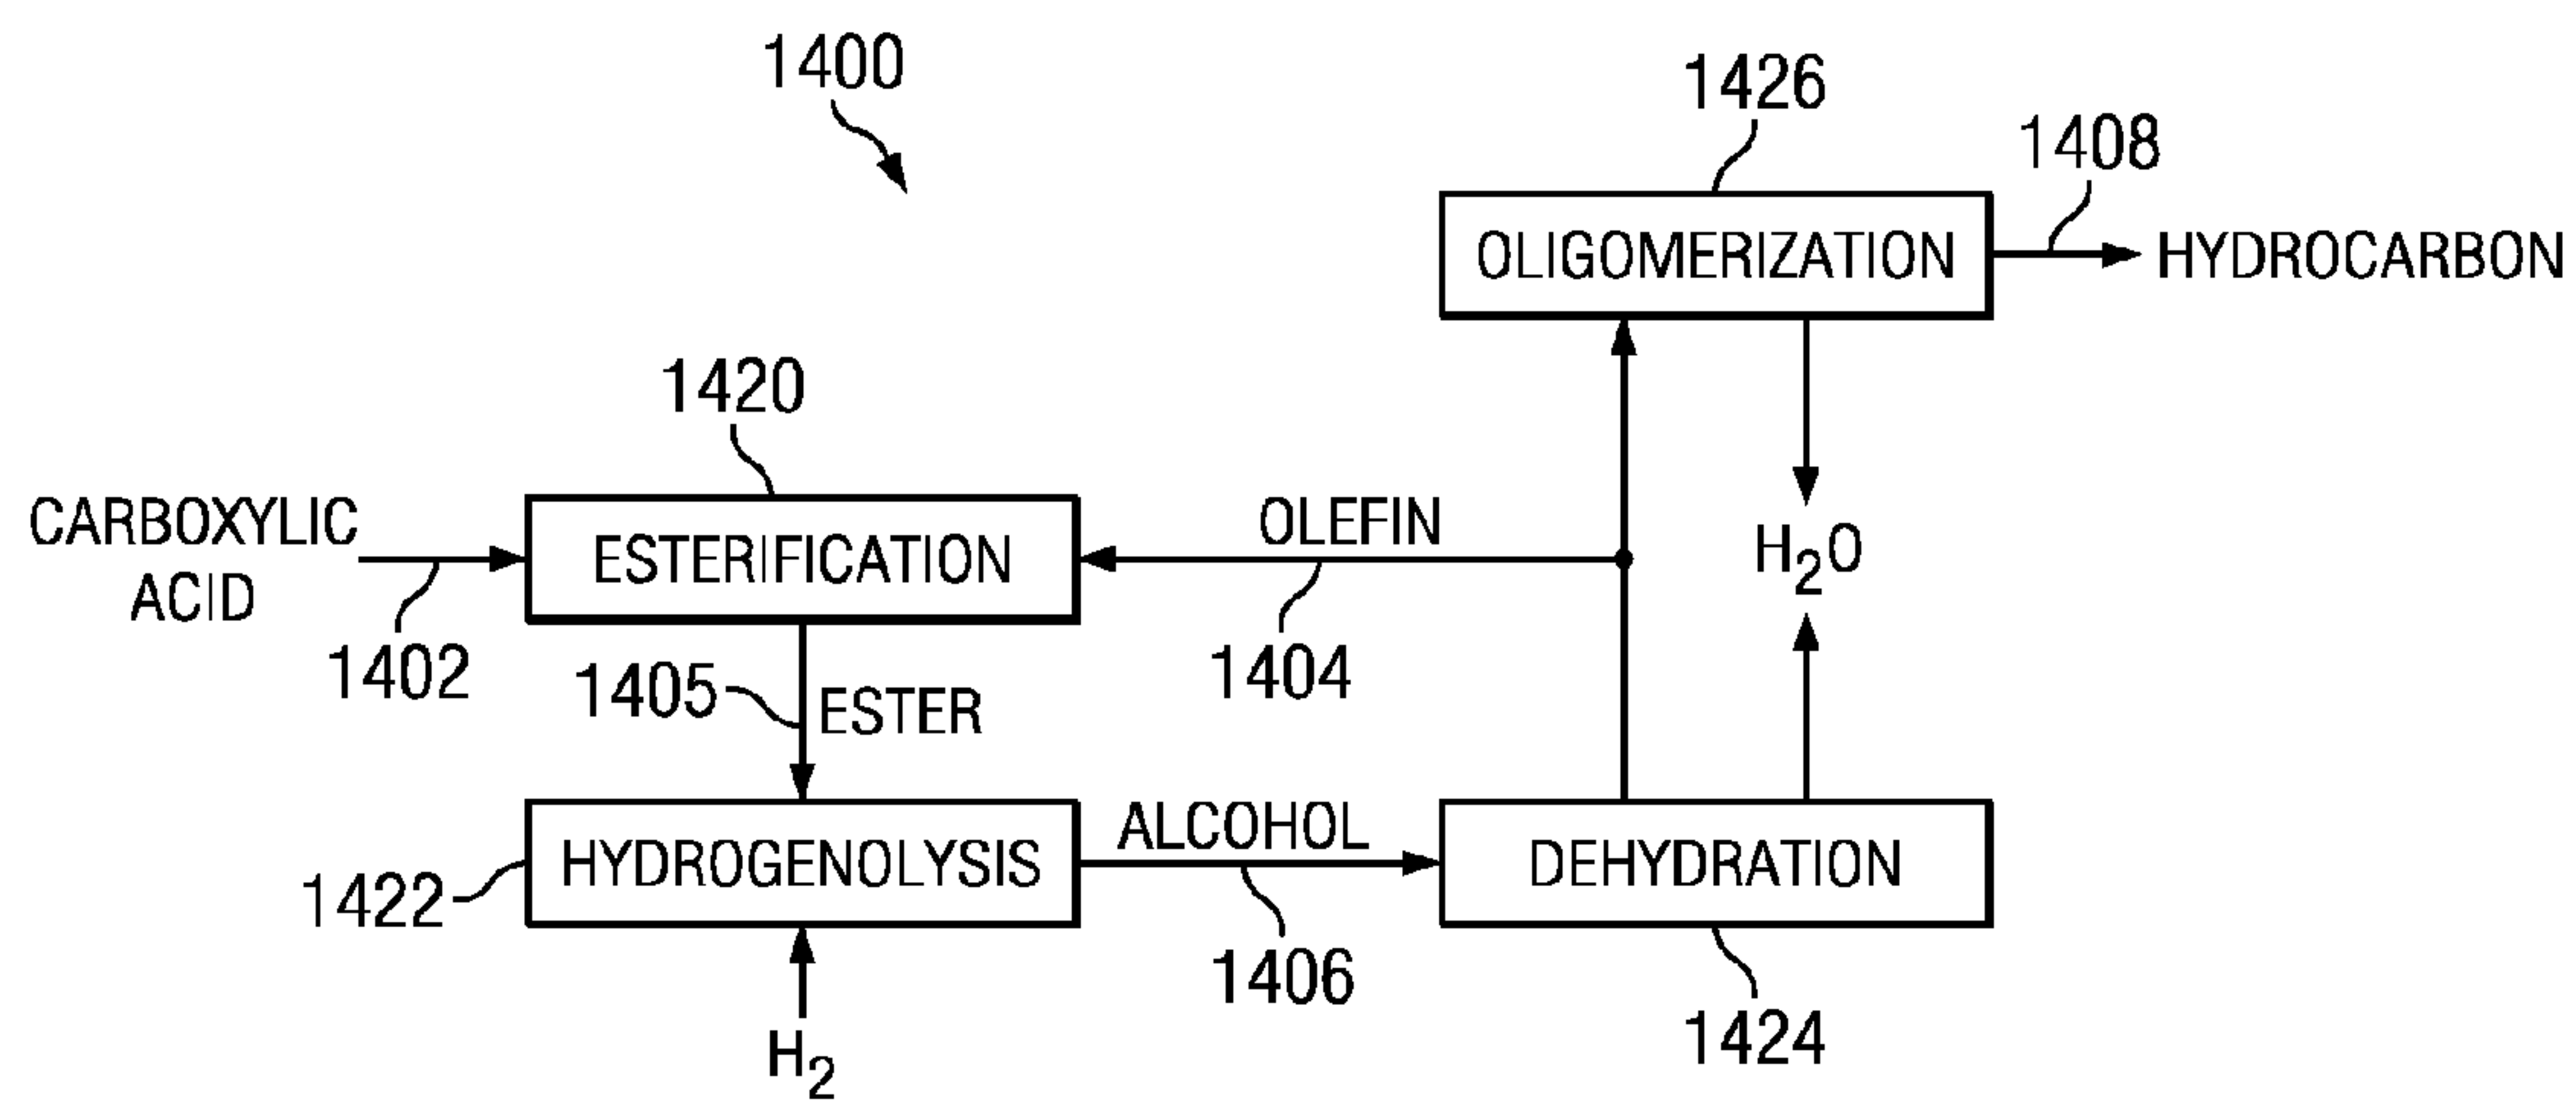 1400
1426
1408
OLIGOMERIZATION
HYDROCARBON
1420
CARBOXYLIC
ACID
ESTERIFICATION
OLEFIN
H₂O
1402
1405
ESTER
1404
ALCOHOL
HYDROGENOLYSIS
DEHYDRATION
1422
1406
H₂
1424